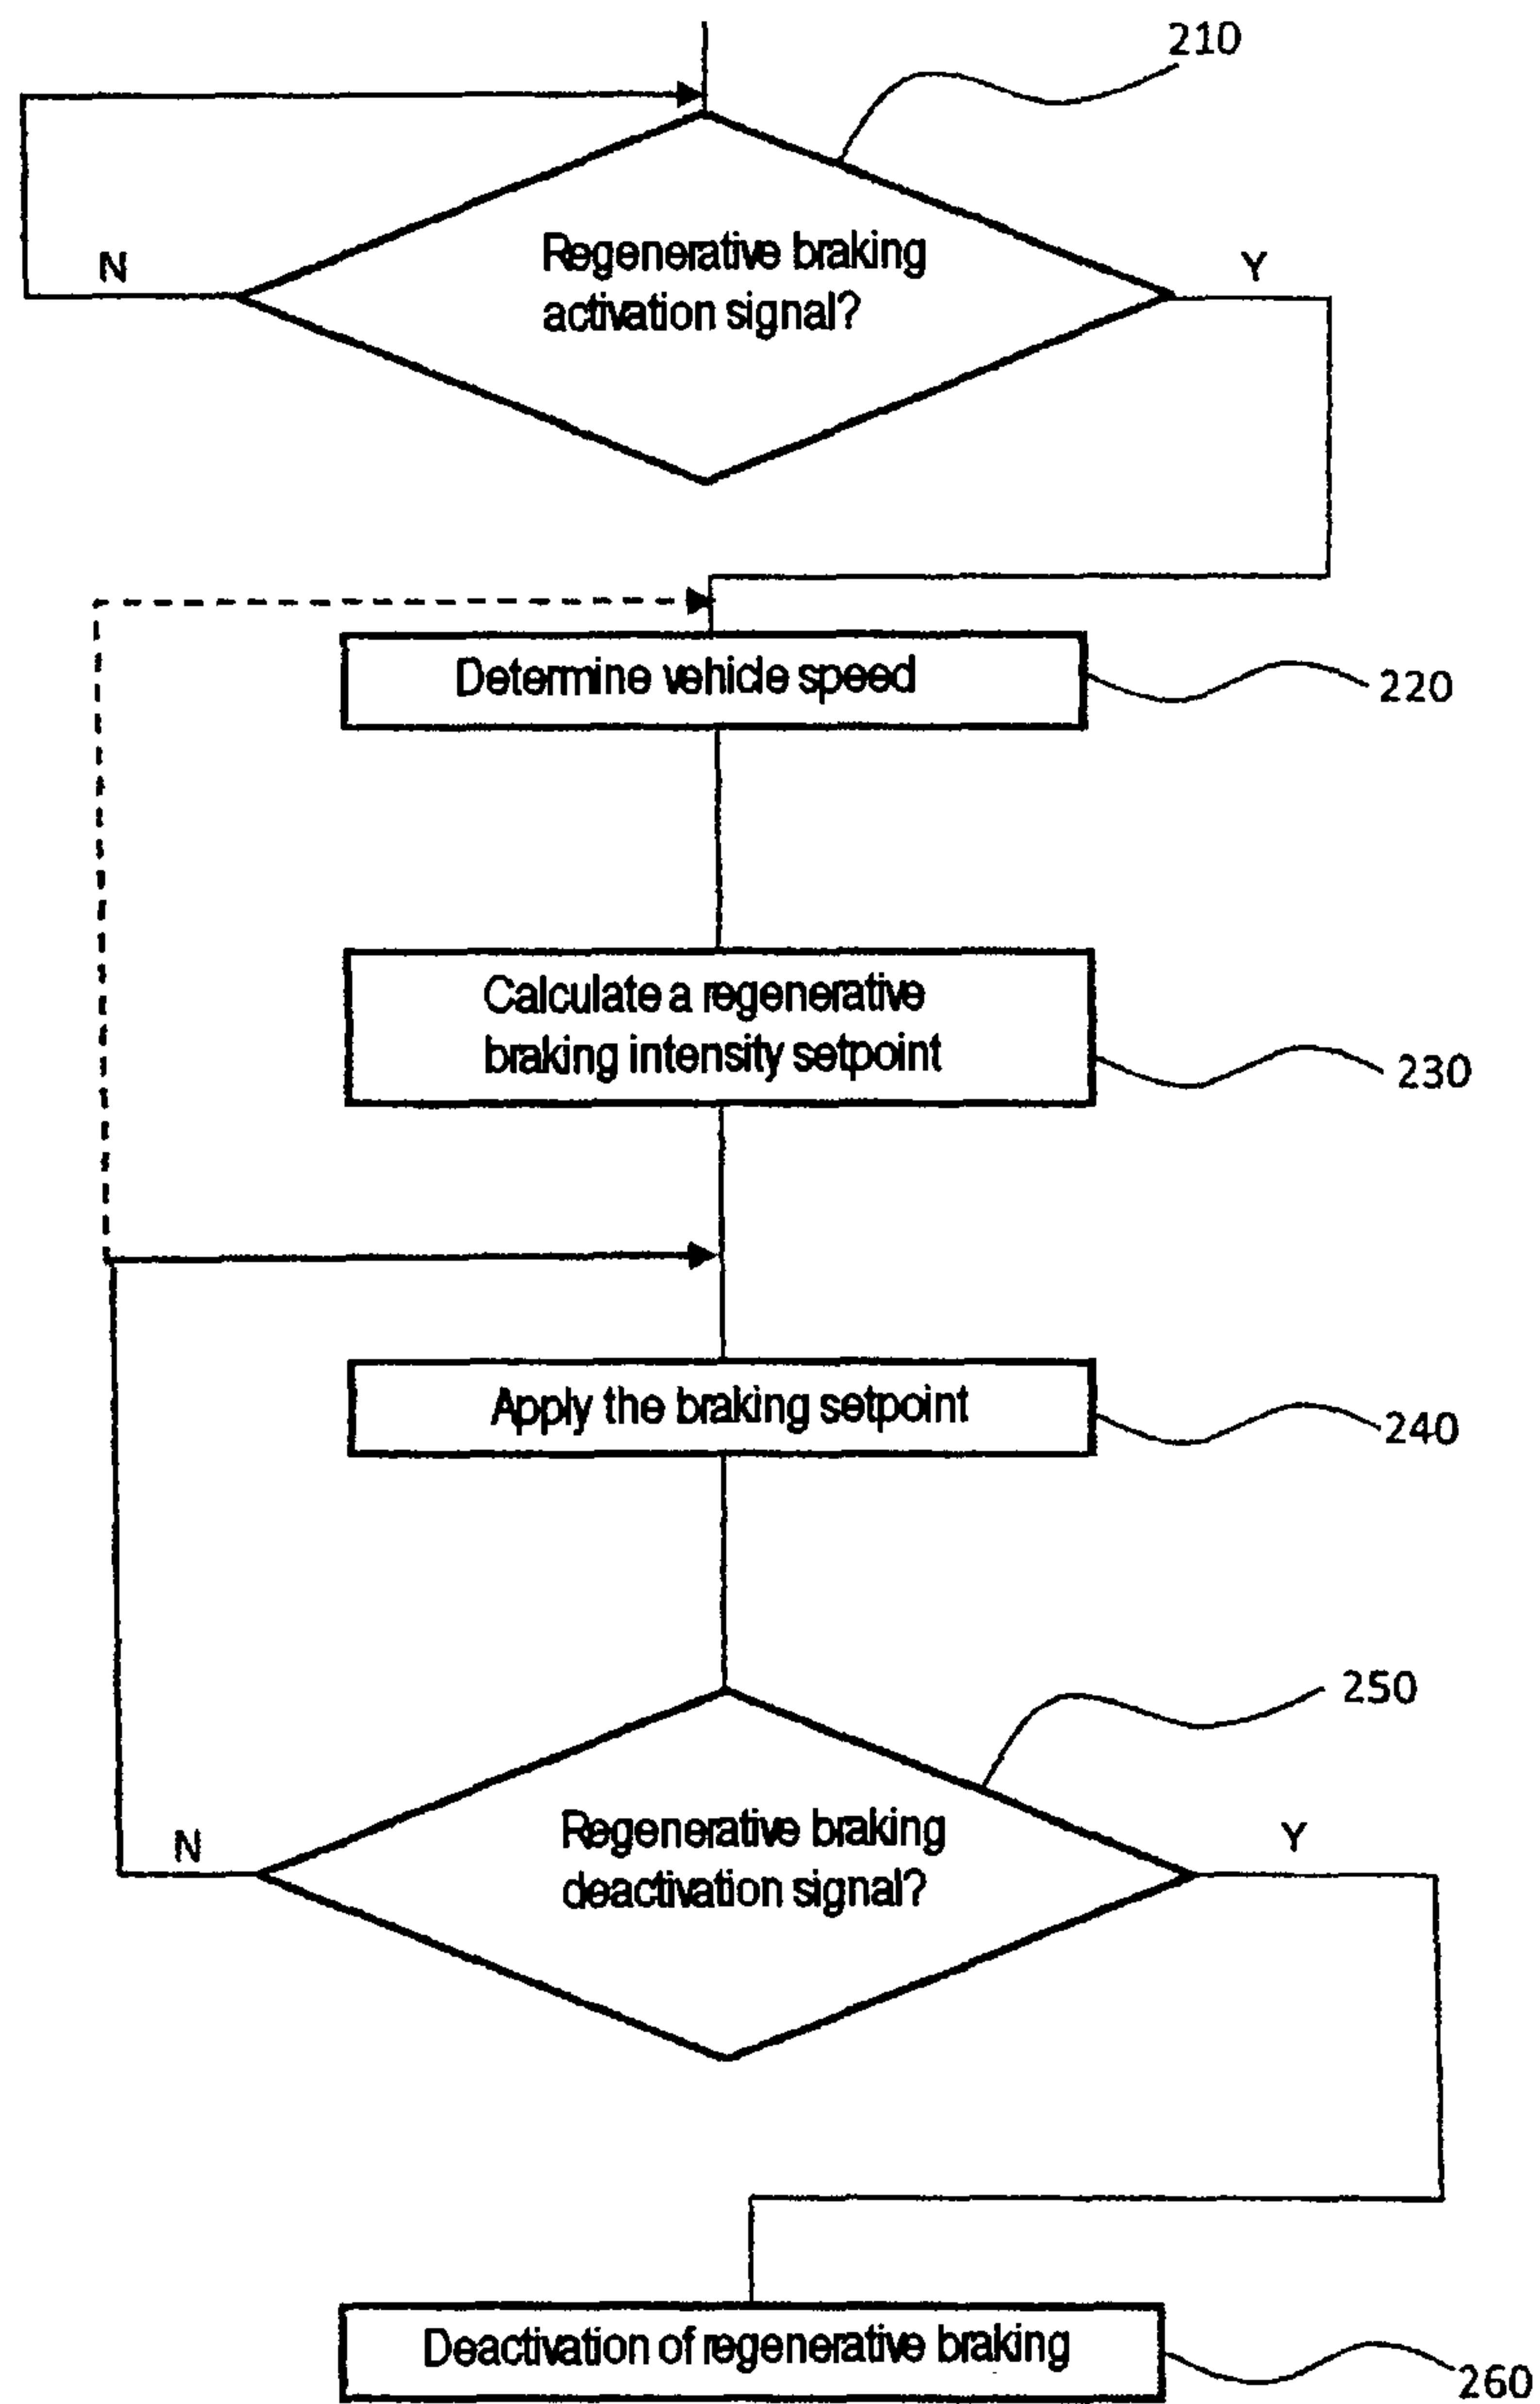 210
Regenerative braking
activation signal?
N
Y
Determine vehicle speed
220
Calculate a regenerative
braking intensity setpoint
230
Apply the braking setpoint
240
250
Regenerative braking
deactivation signal?
N
Y
Deactivation of regenerative braking
260